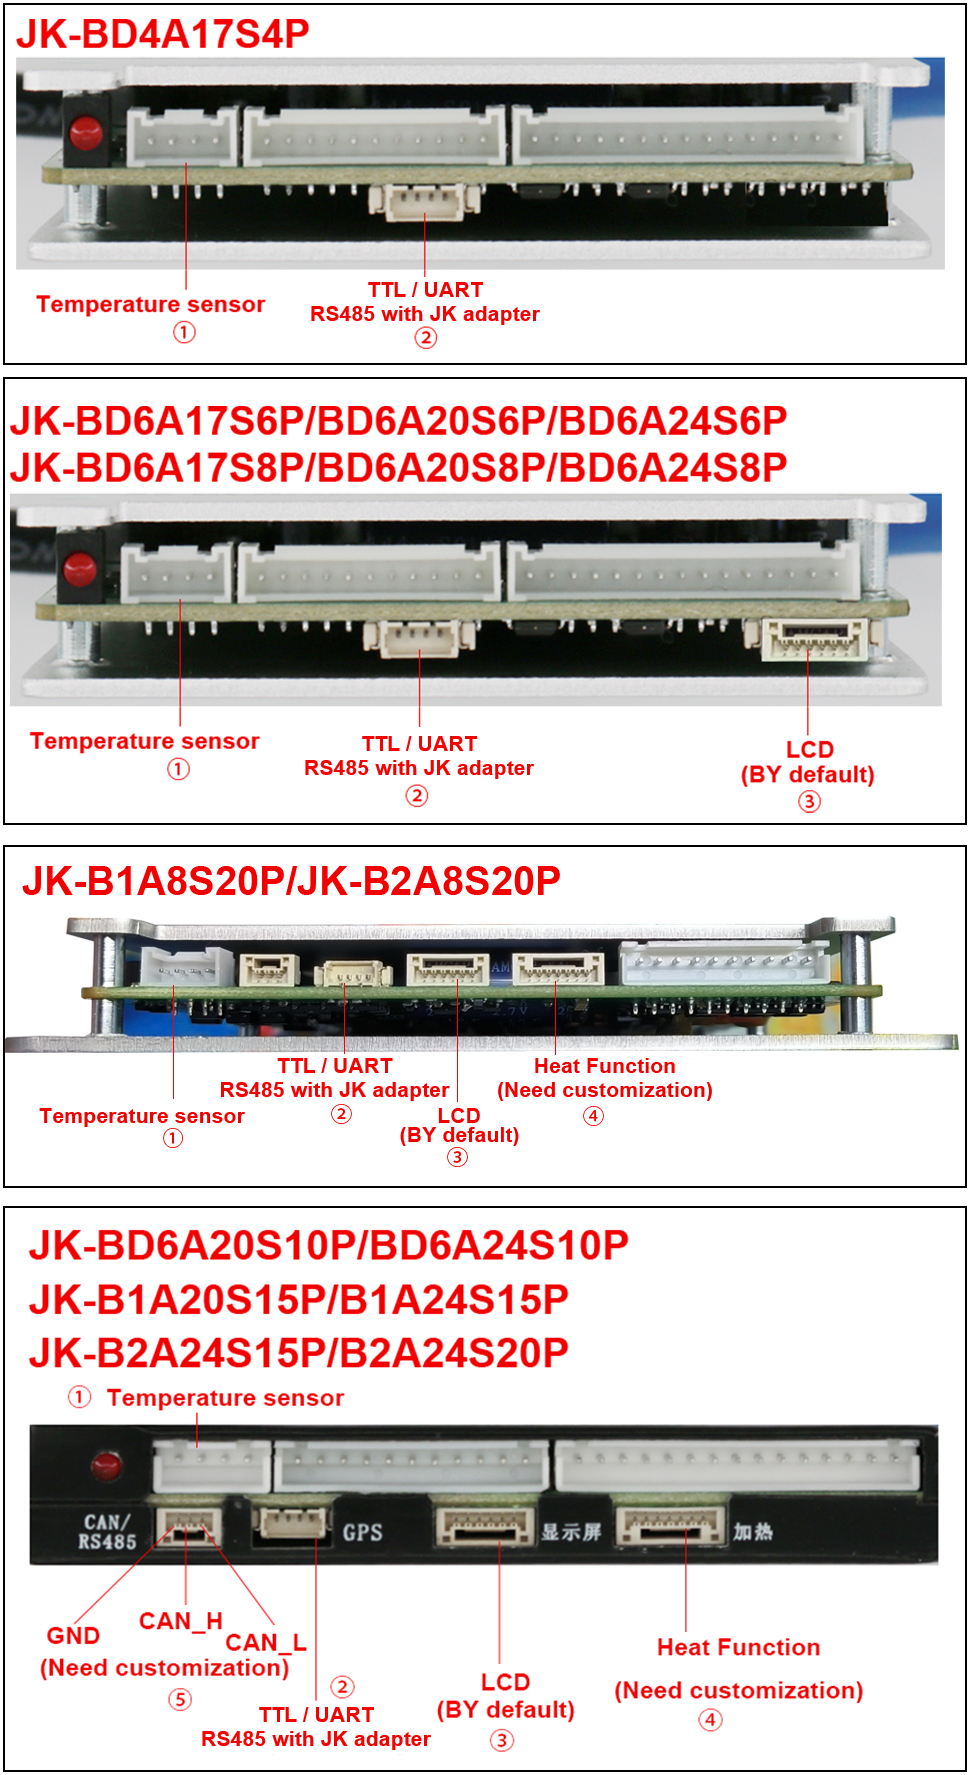 JK-BD4A17S4P
Temperature sensor
①
TTL / UART
RS485 with JK adapter
②
JK-BD6A17S6P/BD6A20S6P/BD6A24S6P
JK-BD6A17S8P/BD6A20S8P/BD6A24S8P
Temperature sensor
①
TTL / UART
RS485 with JK adapter
②
LCD
(BY default)
③
JK-B1A8S20P/JK-B2A8S20P
AM
Temperature sensor
①
TTL / UART
RS485 with JK adapter
②
LCD
(BY default)
③
Heat Function
(Need customization)
④
JK-BD6A20S10P/BD6A24S10P
JK-B1A20S15P/B1A24S15P
JK-B2A24S15P/B2A24S20P
① Temperature sensor
CAN/
RS485
GPS
显示屏
加热
GND
CAN_H
CAN_L
(Need customization)
⑤
②
TTL / UART
RS485 with JK adapter
LCD
(BY default)
③
Heat Function
(Need customization)
④